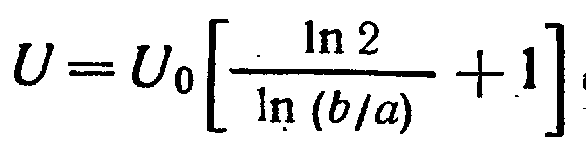 U = U₀ [ ln 2 / ln (b/a) + 1 ]